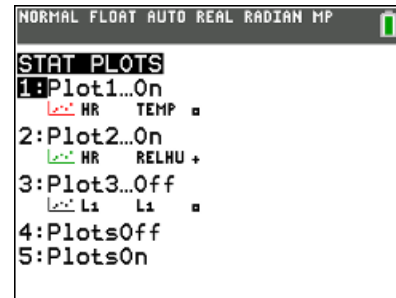 NORMAL FLOAT AUTO REAL RADIAN MP
STAT PLOTS
1:Plot1...On
HR TEMP
2:Plot2...On
HR RELHU +
3:Plot3...Off
L1 L1
4:PlotsOff
5:PlotsOn